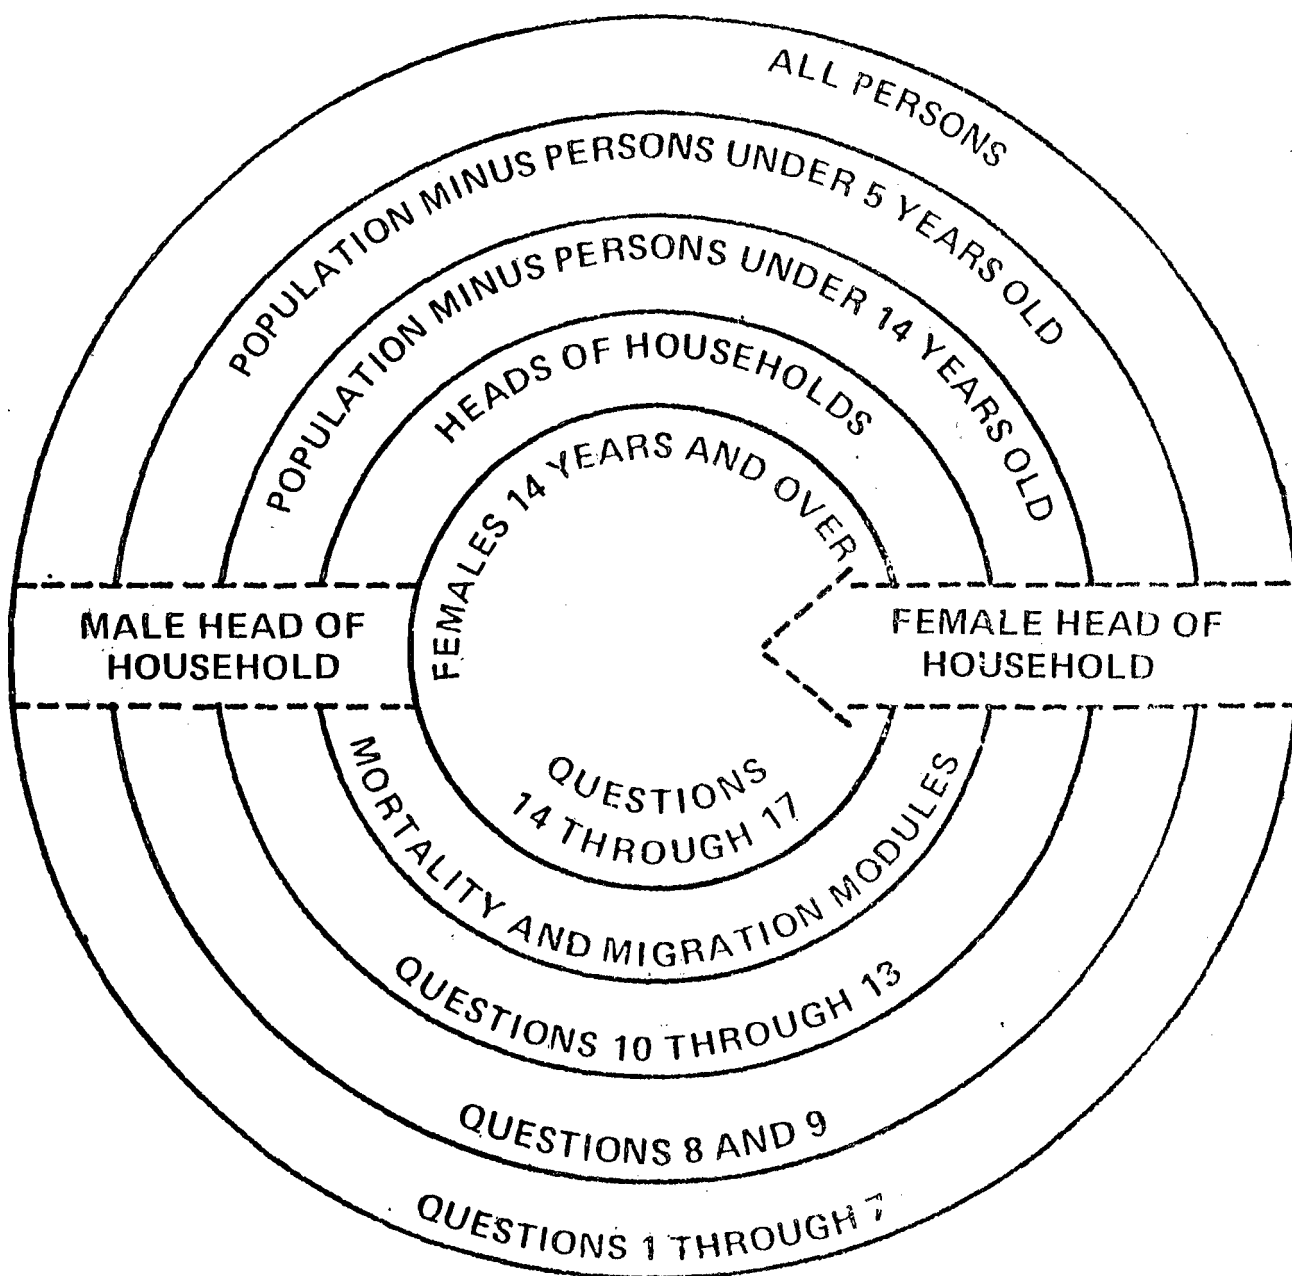 ALL PERSONS
POPULATION MINUS PERSONS UNDER 5 YEARS OLD
POPULATION MINUS PERSONS UNDER 14 YEARS OLD
HEADS OF HOUSEHOLDS
FEMALES 14 YEARS AND OVER
MALE HEAD OF
HOUSEHOLD
FEMALE HEAD OF
HOUSEHOLD
QUESTIONS
14 THROUGH 17
MORTALITY AND MIGRATION MODULES
QUESTIONS 10 THROUGH 13
QUESTIONS 8 AND 9
QUESTIONS 1 THROUGH 7